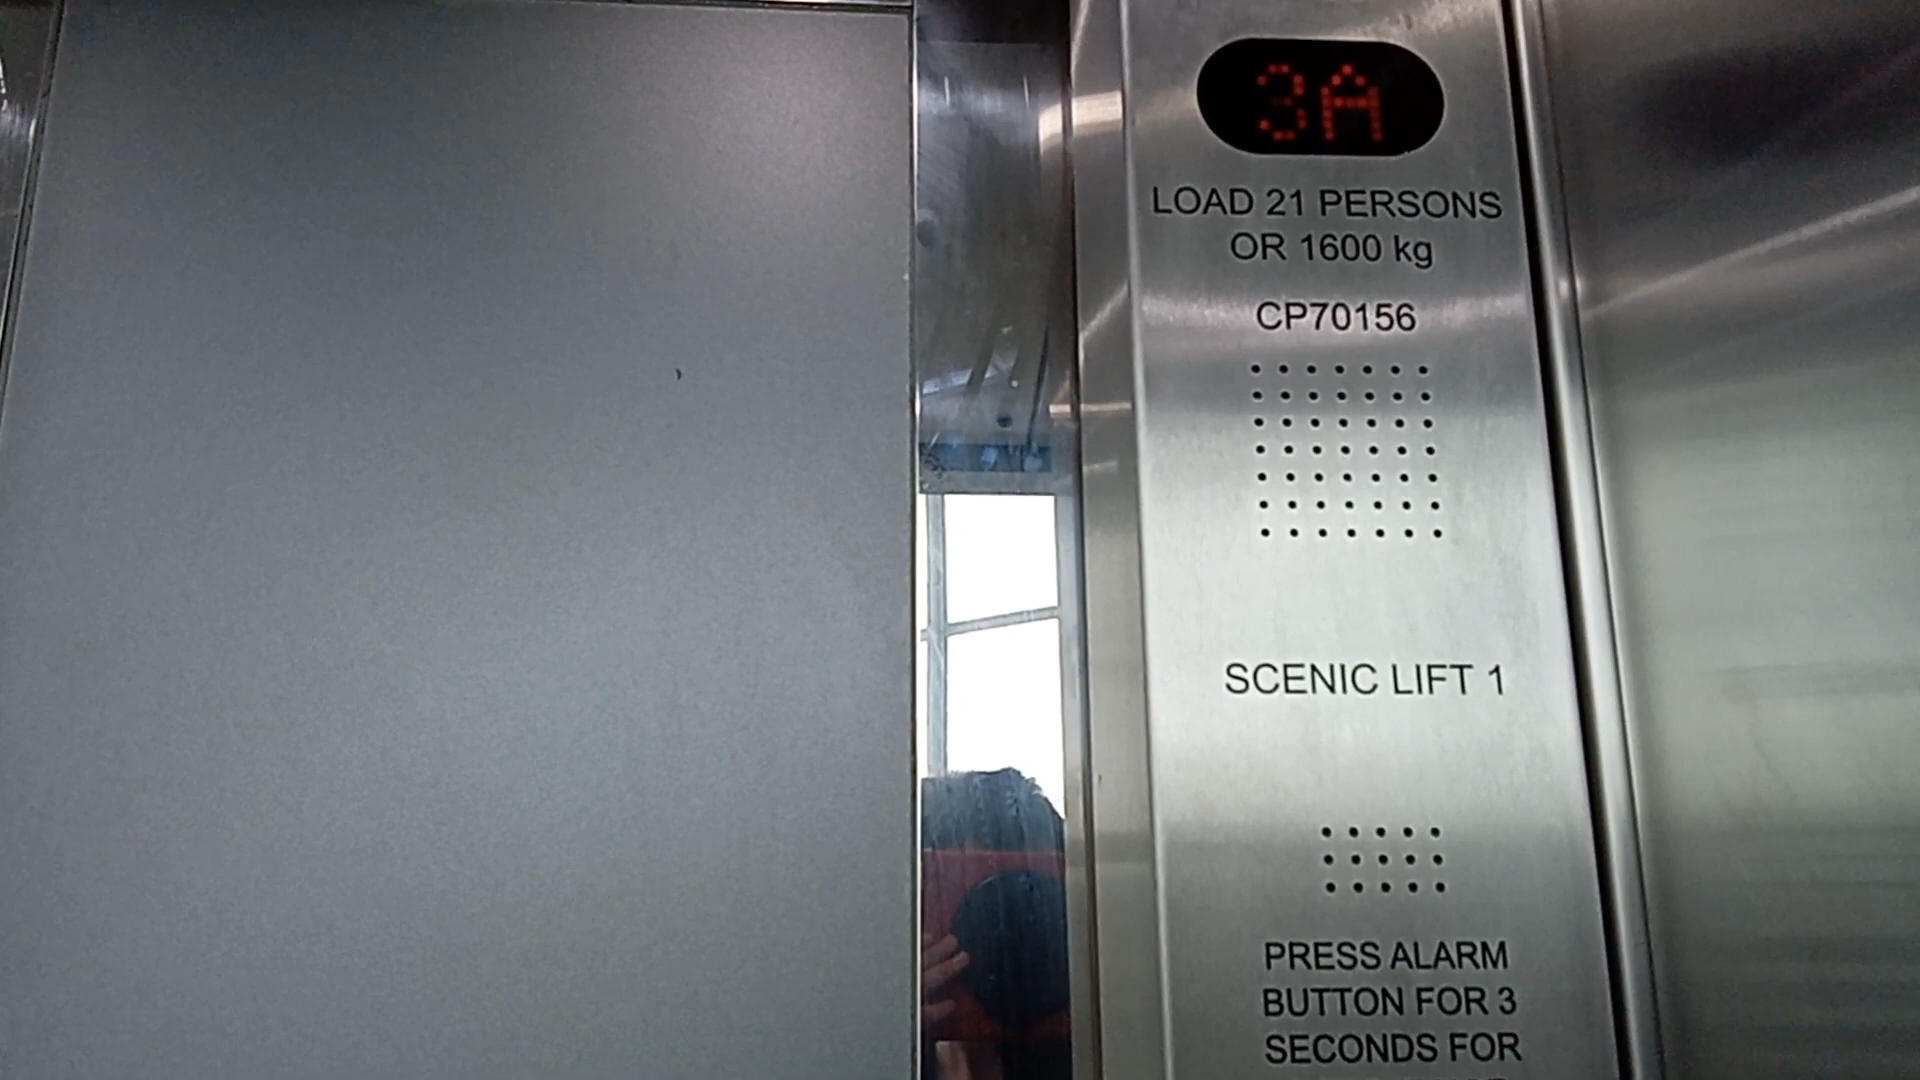 3A
LOAD 21 PERSONS
OR 1600 kg
CP70156
SCENIC LIFT 1
PRESS ALARM
BUTTON FOR 3
SECONDS FOR